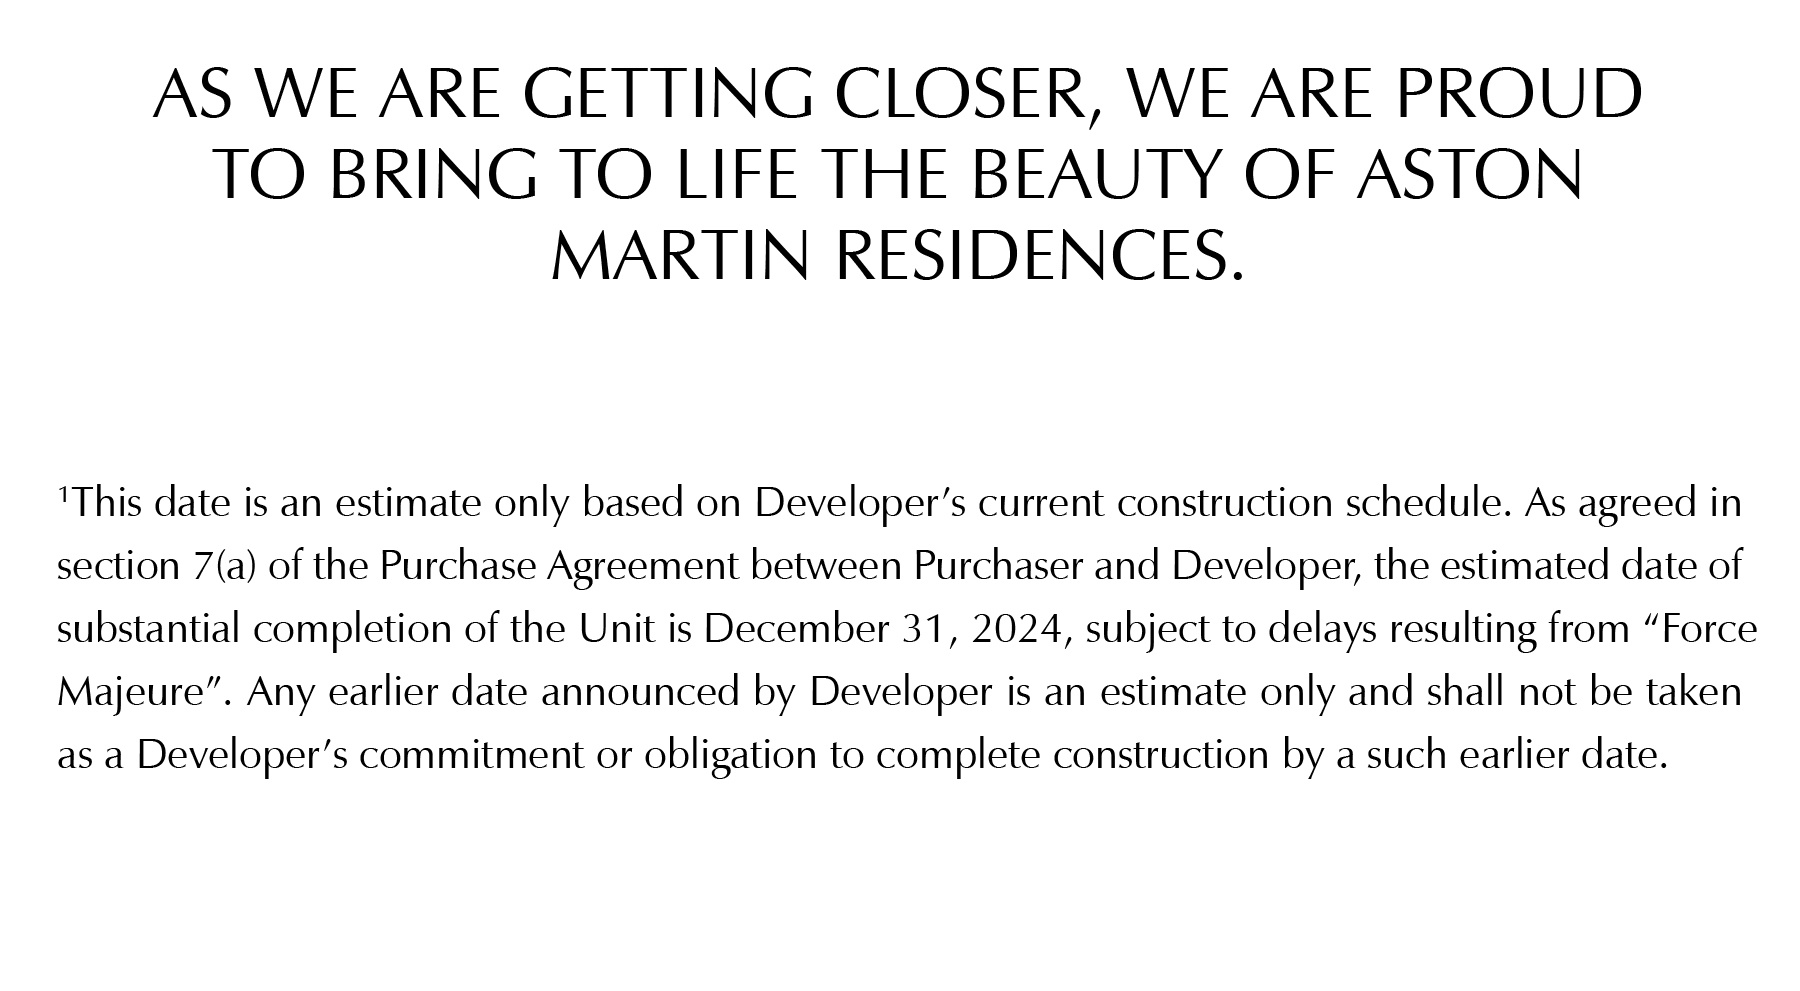 AS WE ARE GETTING CLOSER, WE ARE PROUD
TO BRING TO LIFE THE BEAUTY OF ASTON
MARTIN RESIDENCES.
¹This date is an estimate only based on Developer’s current construction schedule. As agreed in
section 7(a) of the Purchase Agreement between Purchaser and Developer, the estimated date of
substantial completion of the Unit is December 31, 2024, subject to delays resulting from “Force
Majeure”. Any earlier date announced by Developer is an estimate only and shall not be taken
as a Developer’s commitment or obligation to complete construction by a such earlier date.